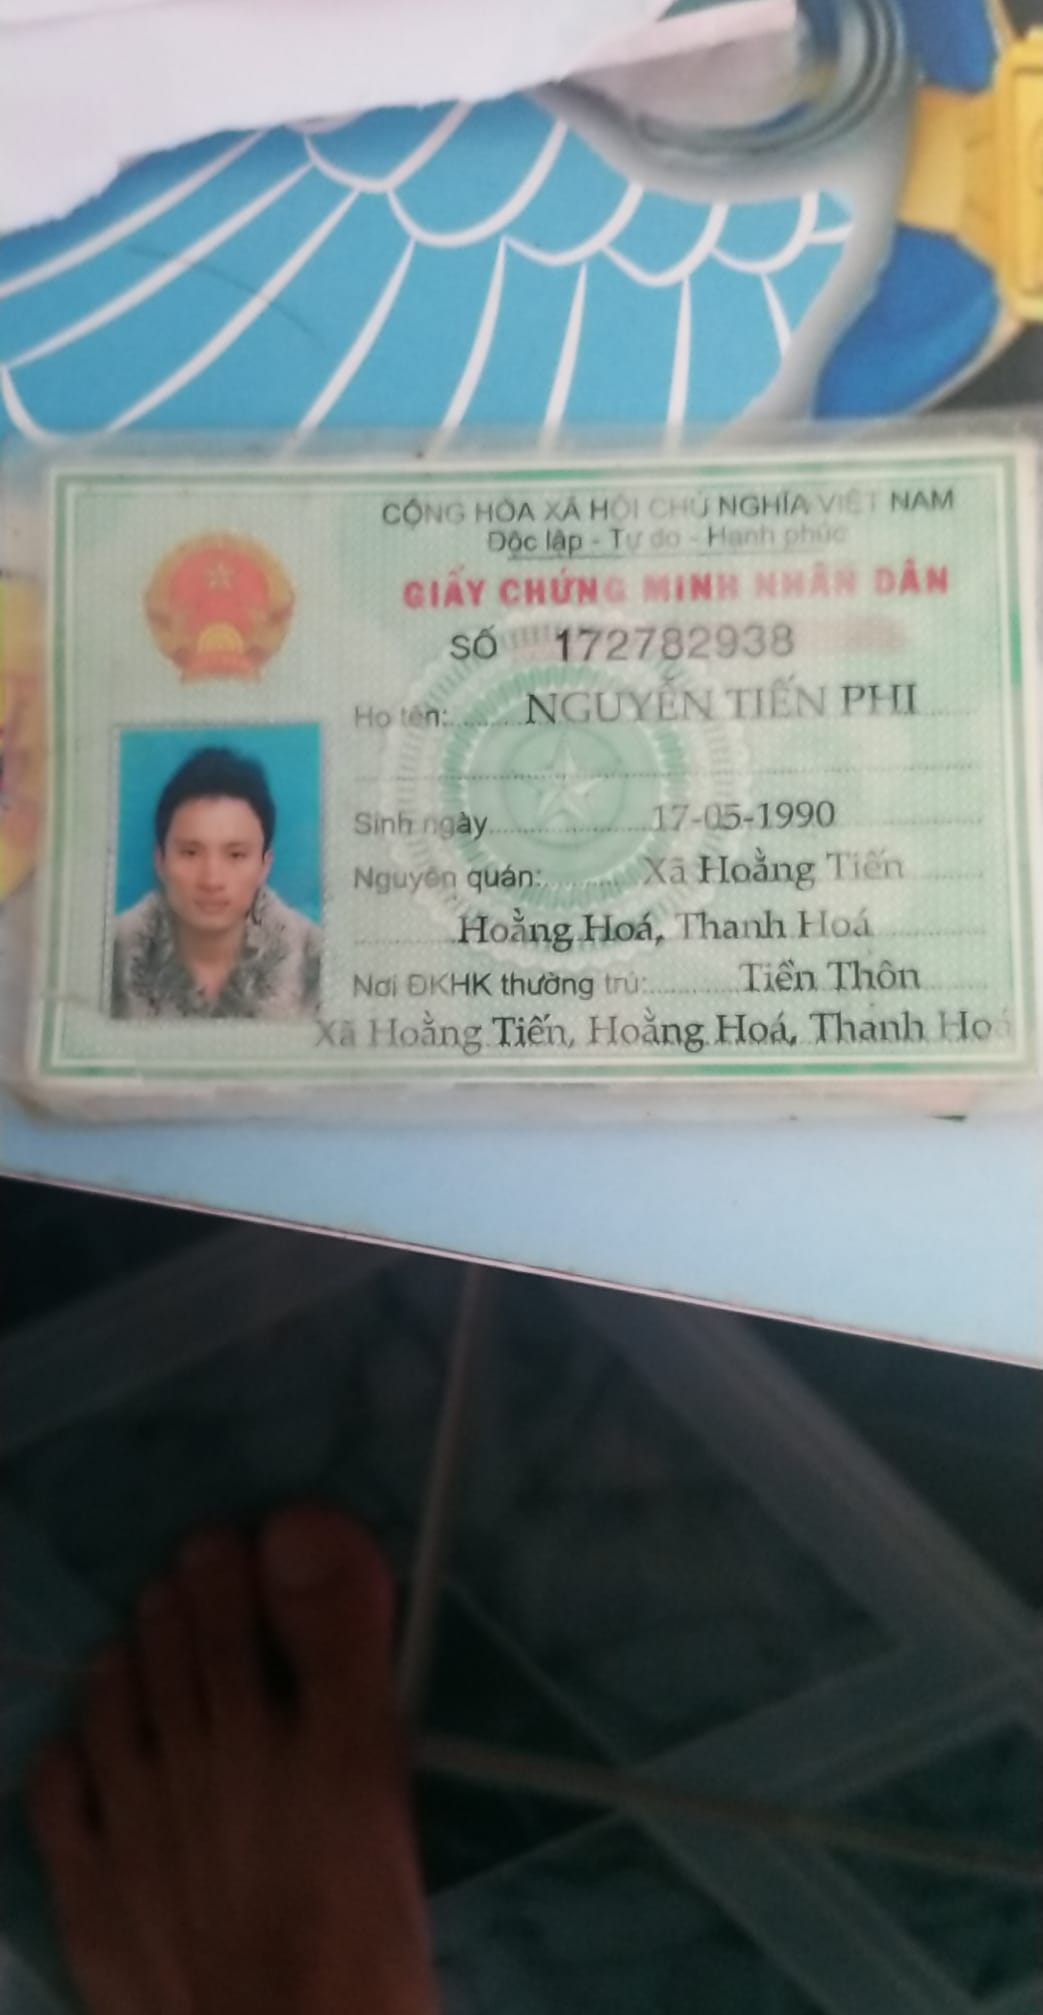 CỘNG HÒA XÃ HỘI CHỦ NGHĨA VIỆT NAM
Độc lập - Tự do - Hạnh phúc
GIẤY CHỨNG MINH NHÂN DÂN
SỐ 172782938
Họ tên: NGUYỄN TIẾN PHI
Sinh ngày 17-05-1990
Nguyên quán: Xã Hoằng Tiến
Hoằng Hoá, Thanh Hoá
Nơi ĐKHK thường trú: Tiền Thôn
Xã Hoằng Tiến, Hoằng Hoá, Thanh Hoá